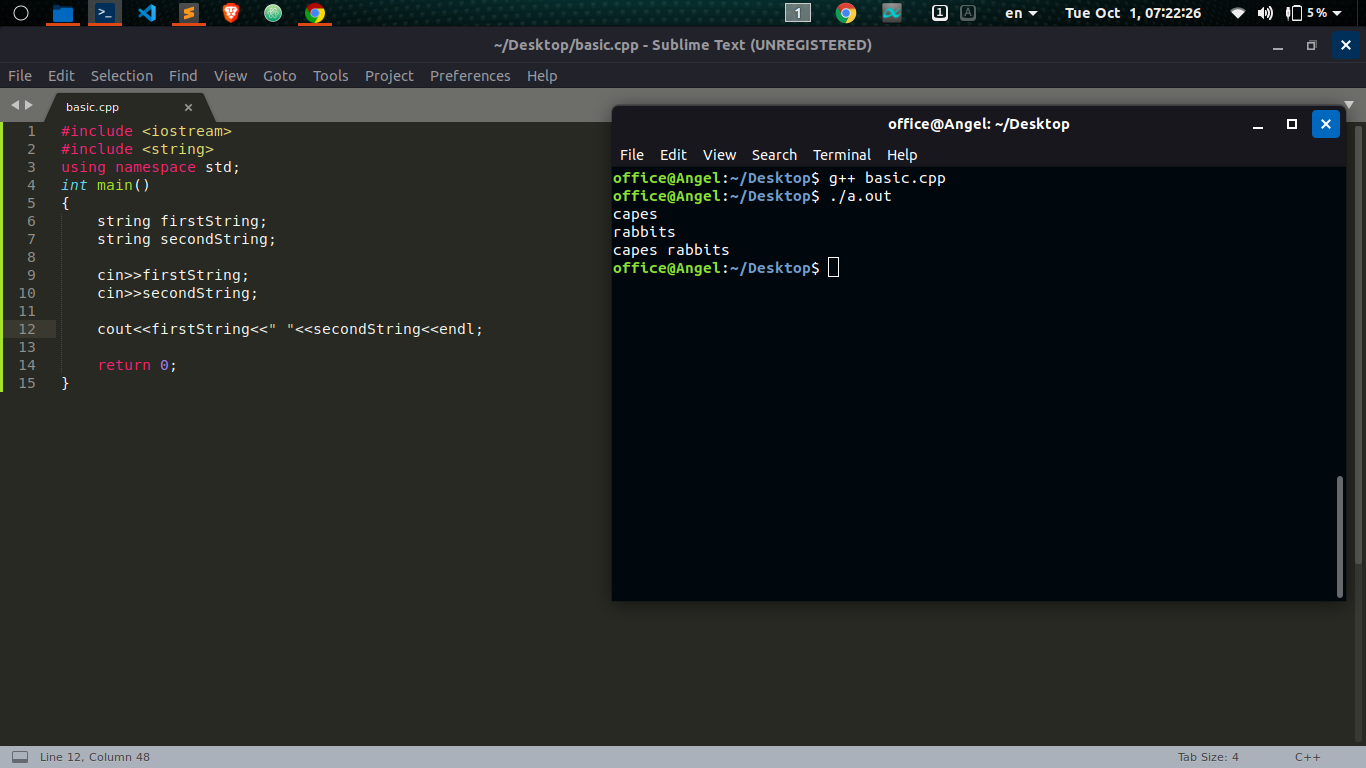 1
1
A
en
Tue Oct 1, 07:22:26
5%
~/Desktop/basic.cpp - Sublime Text (UNREGISTERED)
File Edit Selection Find View Goto Tools Project Preferences Help
basic.cpp
1 #include <iostream>
2 #include <string>
3 using namespace std;
4 int main()
5 {
6     string firstString;
7     string secondString;
8
9     cin>>firstString;
10     cin>>secondString;
11
12     cout<<firstString<<" "<<secondString<<endl;
13
14     return 0;
15 }
office@Angel: ~/Desktop
File Edit View Search Terminal Help
office@Angel:~/Desktop$ g++ basic.cpp
office@Angel:~/Desktop$ ./a.out
capes
rabbits
capes rabbits
office@Angel:~/Desktop$
Line 12, Column 48
Tab Size: 4
C++